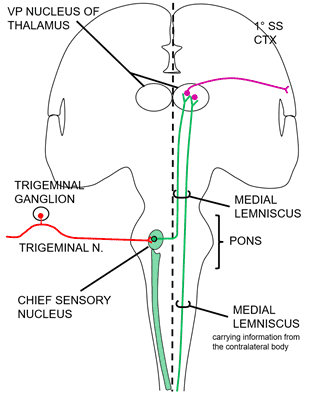 VP NUCLEUS OF
THALAMUS
1° SS
CTX
TRIGEMINAL
GANGLION
TRIGEMINAL N.
MEDIAL
LEMNISCUS
PONS
CHIEF SENSORY
NUCLEUS
MEDIAL
LEMNISCUS
carrying information from
the contralateral body